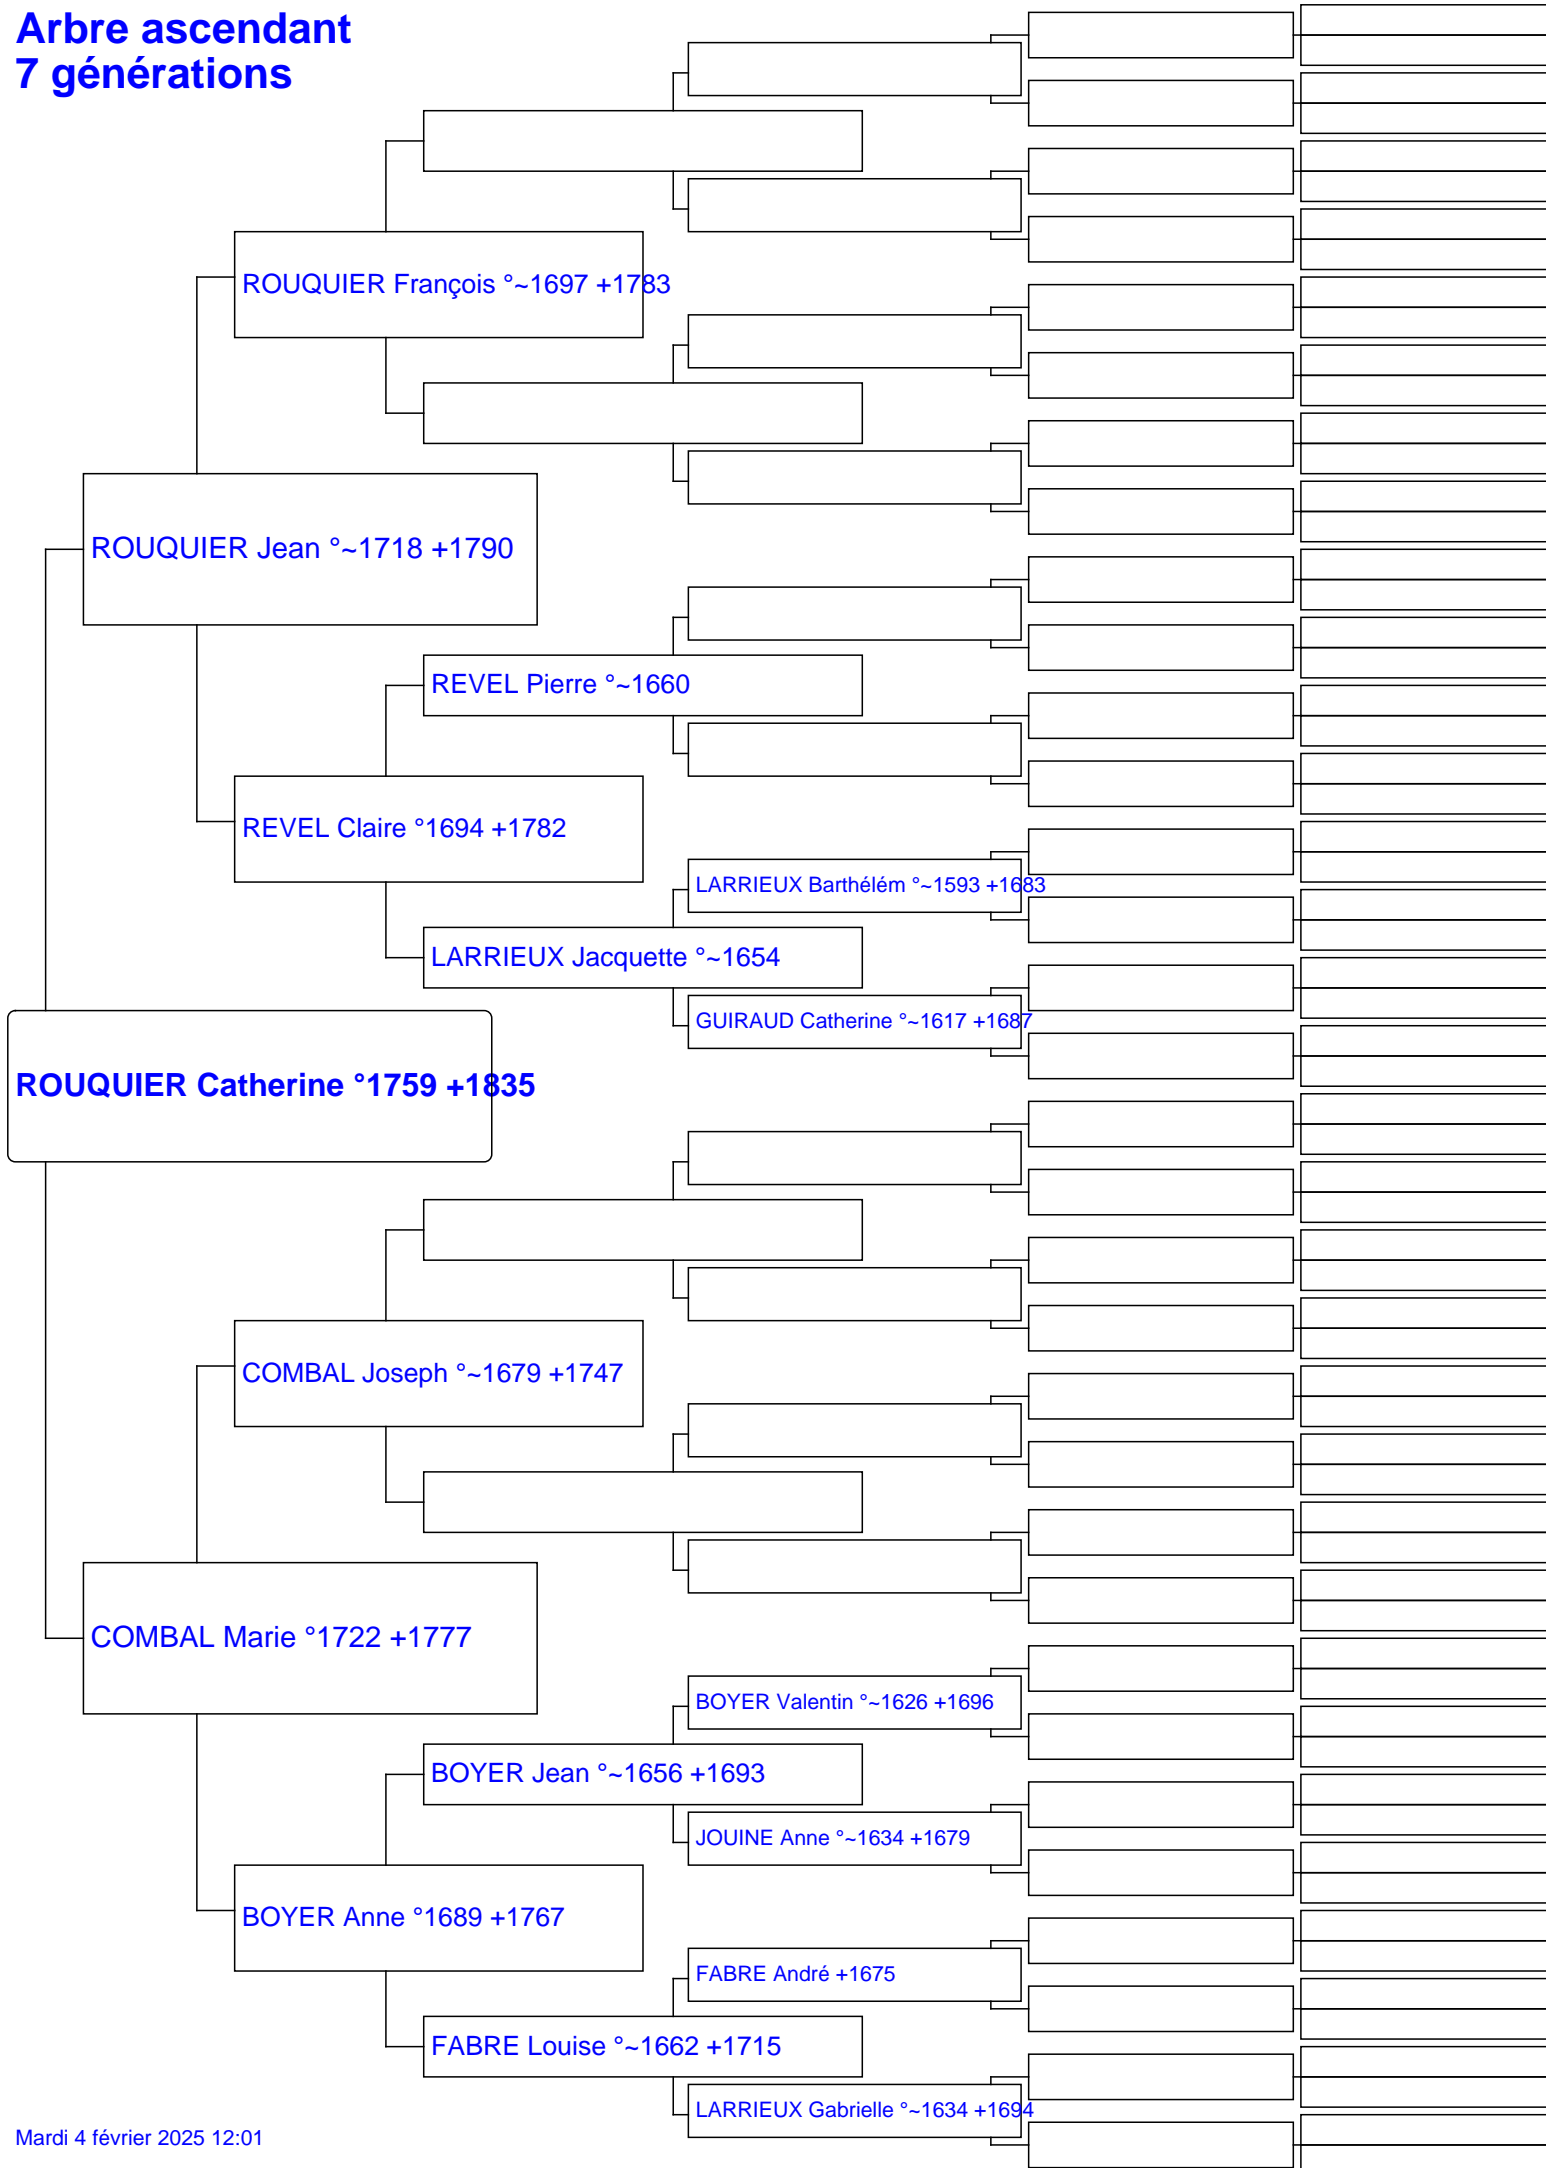 Arbre ascendant
7 générations
ROUQUIER François °~1697 +1783
ROUQUIER Jean °~1718 +1790
REVEL Pierre °~1660
REVEL Claire °1694 +1782
LARRIEUX Barthélém °~1593 +1683
LARRIEUX Jacquette °~1654
GUIRAUD Catherine °~1617 +1687
ROUQUIER Catherine °1759 +1835
COMBAL Joseph °~1679 +1747
COMBAL Marie °1722 +1777
BOYER Valentin °~1626 +1696
BOYER Jean °~1656 +1693
JOUINE Anne °~1634 +1679
BOYER Anne °1689 +1767
FABRE André +1675
FABRE Louise °~1662 +1715
LARRIEUX Gabrielle °~1634 +1694
Mardi 4 février 2025 12:01